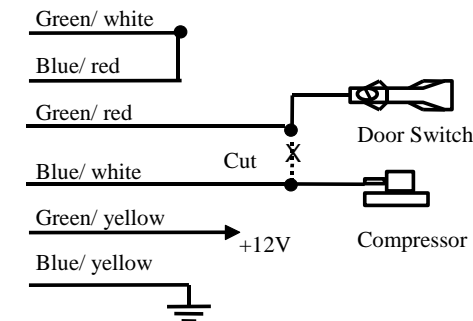 Green/ white
Blue/ red
Green/ red
Door Switch
Cut
X
Blue/ white
Green/ yellow
+12V
Compressor
Blue/ yellow